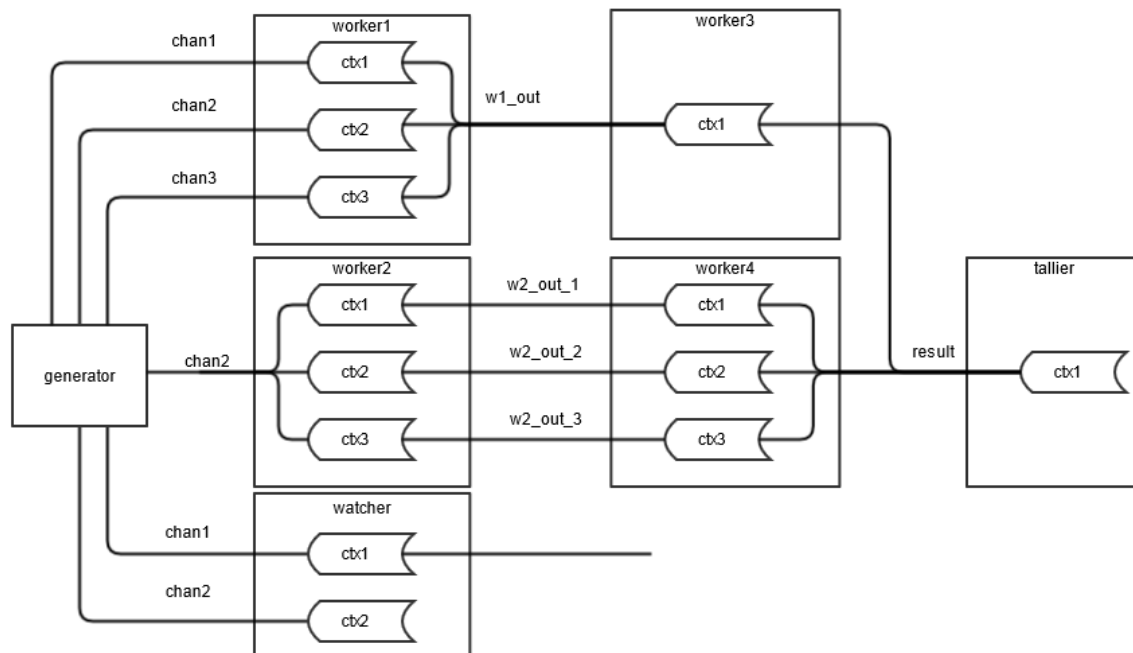 worker1
worker3
chan1
ctx1
chan2
w1_out
ctx2
ctx1
chan3
ctx3
worker2
worker4
tallier
ctx1
w2_out_1
ctx1
generator
chan2
ctx2
w2_out_2
ctx2
result
ctx1
ctx3
w2_out_3
ctx3
watcher
chan1
ctx1
chan2
ctx2